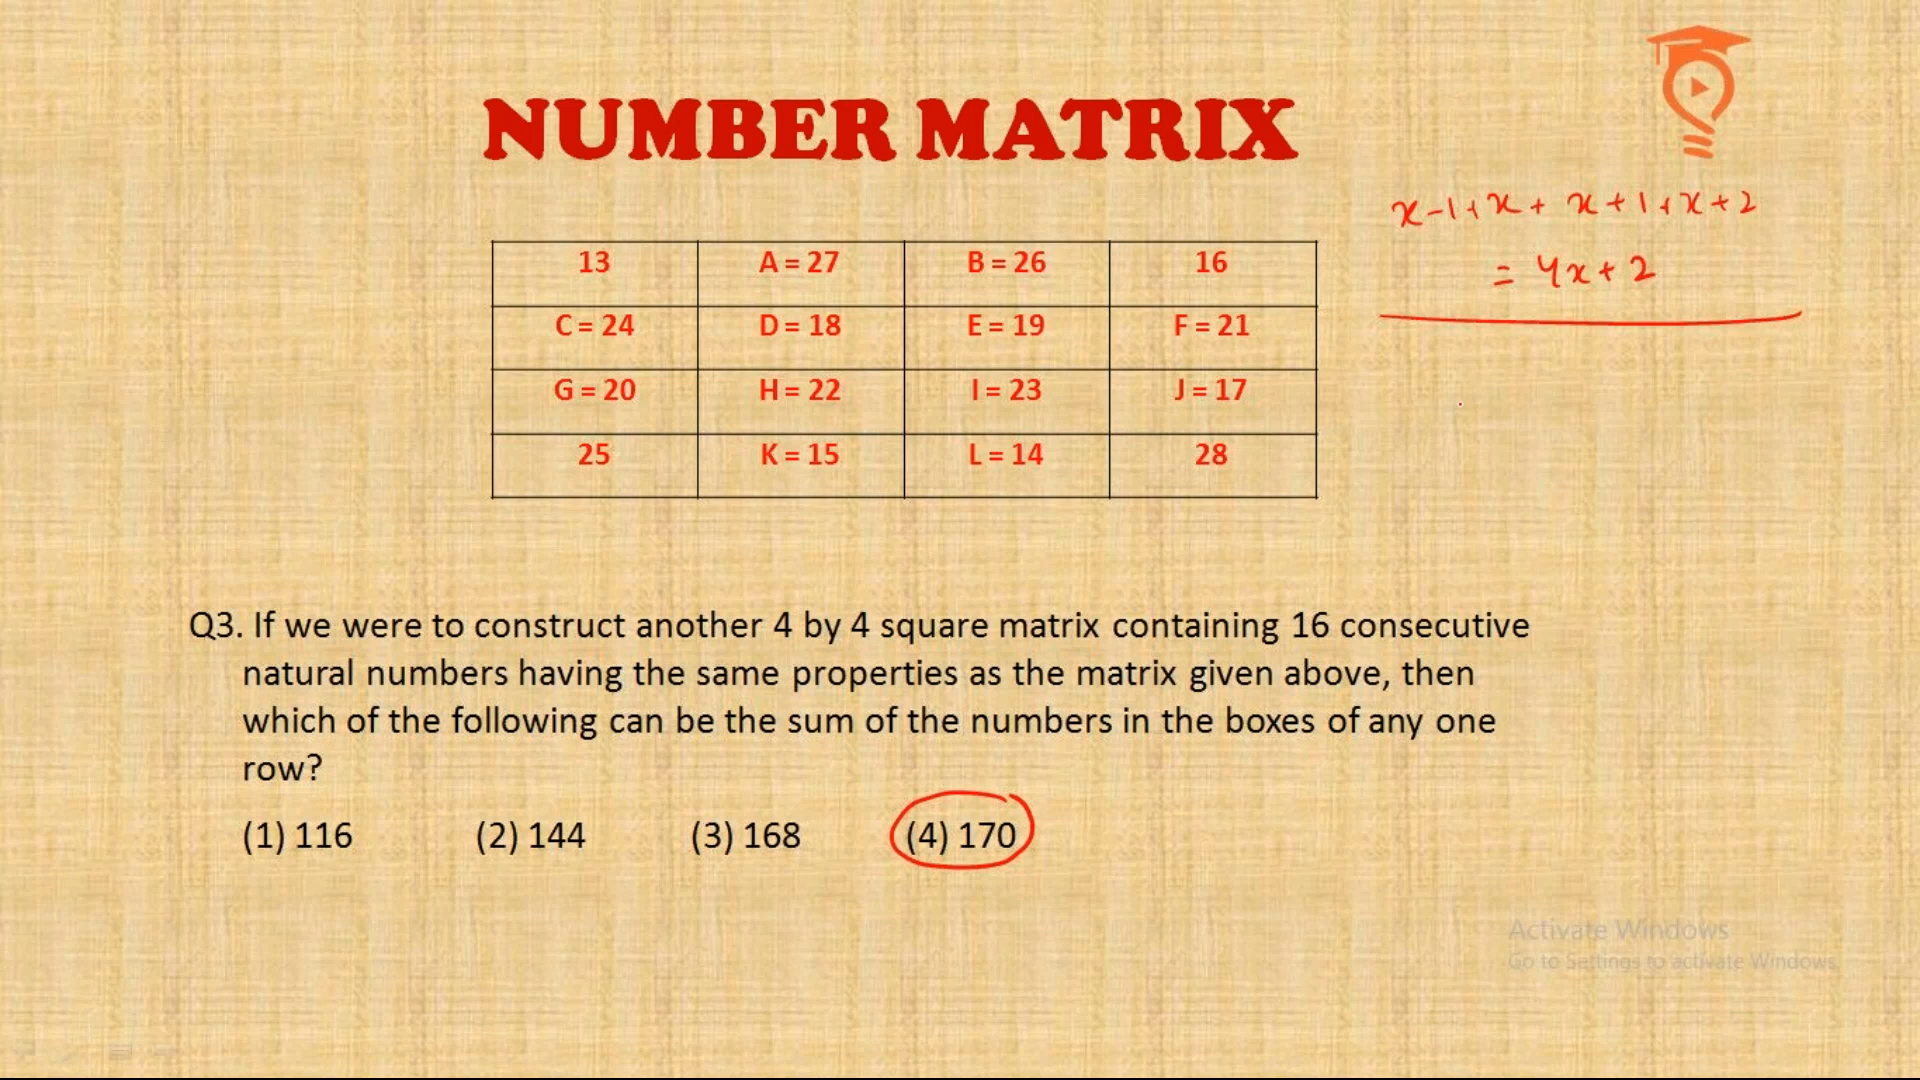 NUMBER MATRIX
x-1+x+x+1+x+2
= 4x+2
13 A = 27 B = 26 16
C = 24 D = 18 E = 19 F = 21
G = 20 H = 22 I = 23 J = 17
25 K = 15 L = 14 28
Q3. If we were to construct another 4 by 4 square matrix containing 16 consecutive
natural numbers having the same properties as the matrix given above, then
which of the following can be the sum of the numbers in the boxes of any one
row?
(1) 116 (2) 144 (3) 168 (4) 170
Activate Windows
Go to Settings to activate Windows.